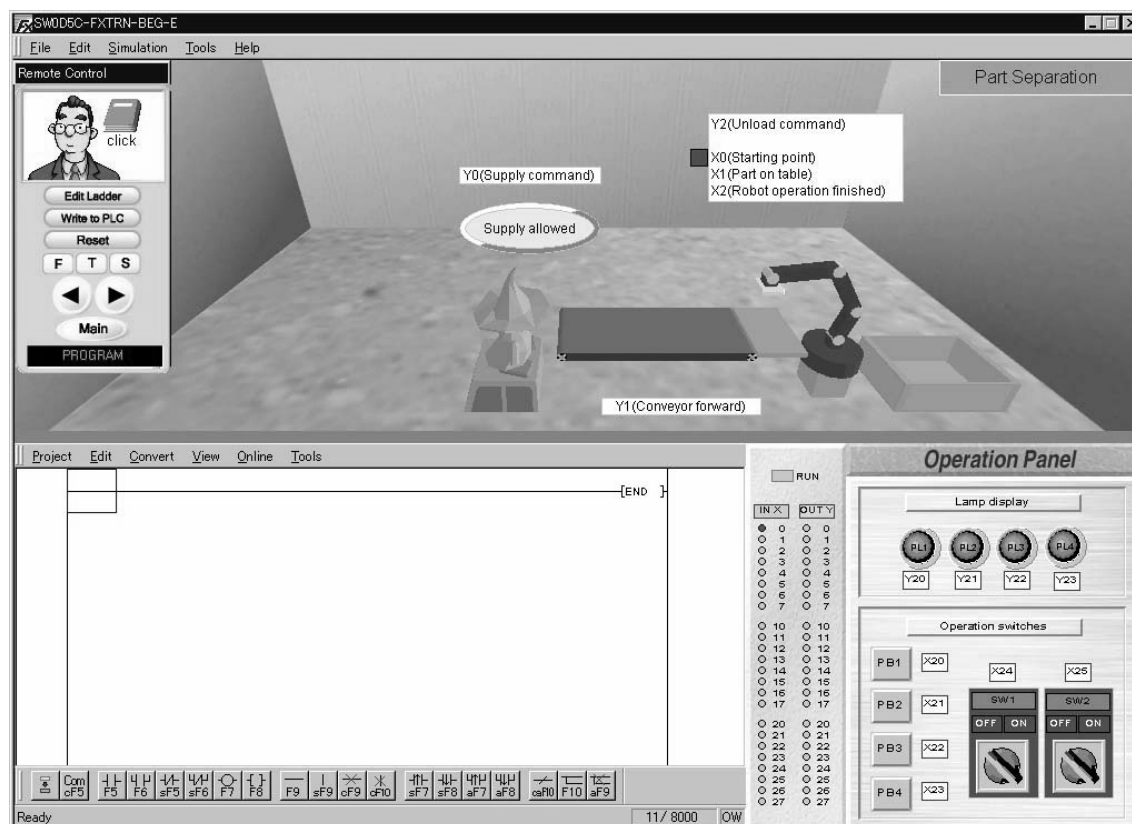 SW0D5C-FXTRN-BEG-E
File Edit Simulation Tools Help
Remote Control
click
Edit Ladder
Write to PLC
Reset
F T S
Main
PROGRAM
Part Separation
Y2(Unload command)
X0(Starting point)
X1(Part on table)
X2(Robot operation finished)
Y0(Supply command)
Supply allowed
Y1(Conveyor forward)
Project Edit Convert View Online Tools
END
RUN
IN X OUT Y
0 0
1 1
2 2
3 3
4 4
5 5
6 6
7 7
10 10
11 11
12 12
13 13
14 14
15 15
16 16
17 17
20 20
21 21
22 22
23 23
24 24
25 25
26 26
27 27
Operation Panel
Lamp display
PL1 PL2 PL3 PL4
Y20 Y21 Y22 Y23
Operation switches
PB1 X20
PB2 X21
PB3 X22
PB4 X23
X24 X25
SW1 SW2
OFF ON OFF ON
Com
cF5 F5 F6 sF5 sF6 F7 F8 F9 sF9 cF9 cF10 sF7 sF8 aF7 aF8 caF10 F10 aF9
Ready 11/ 8000 OW